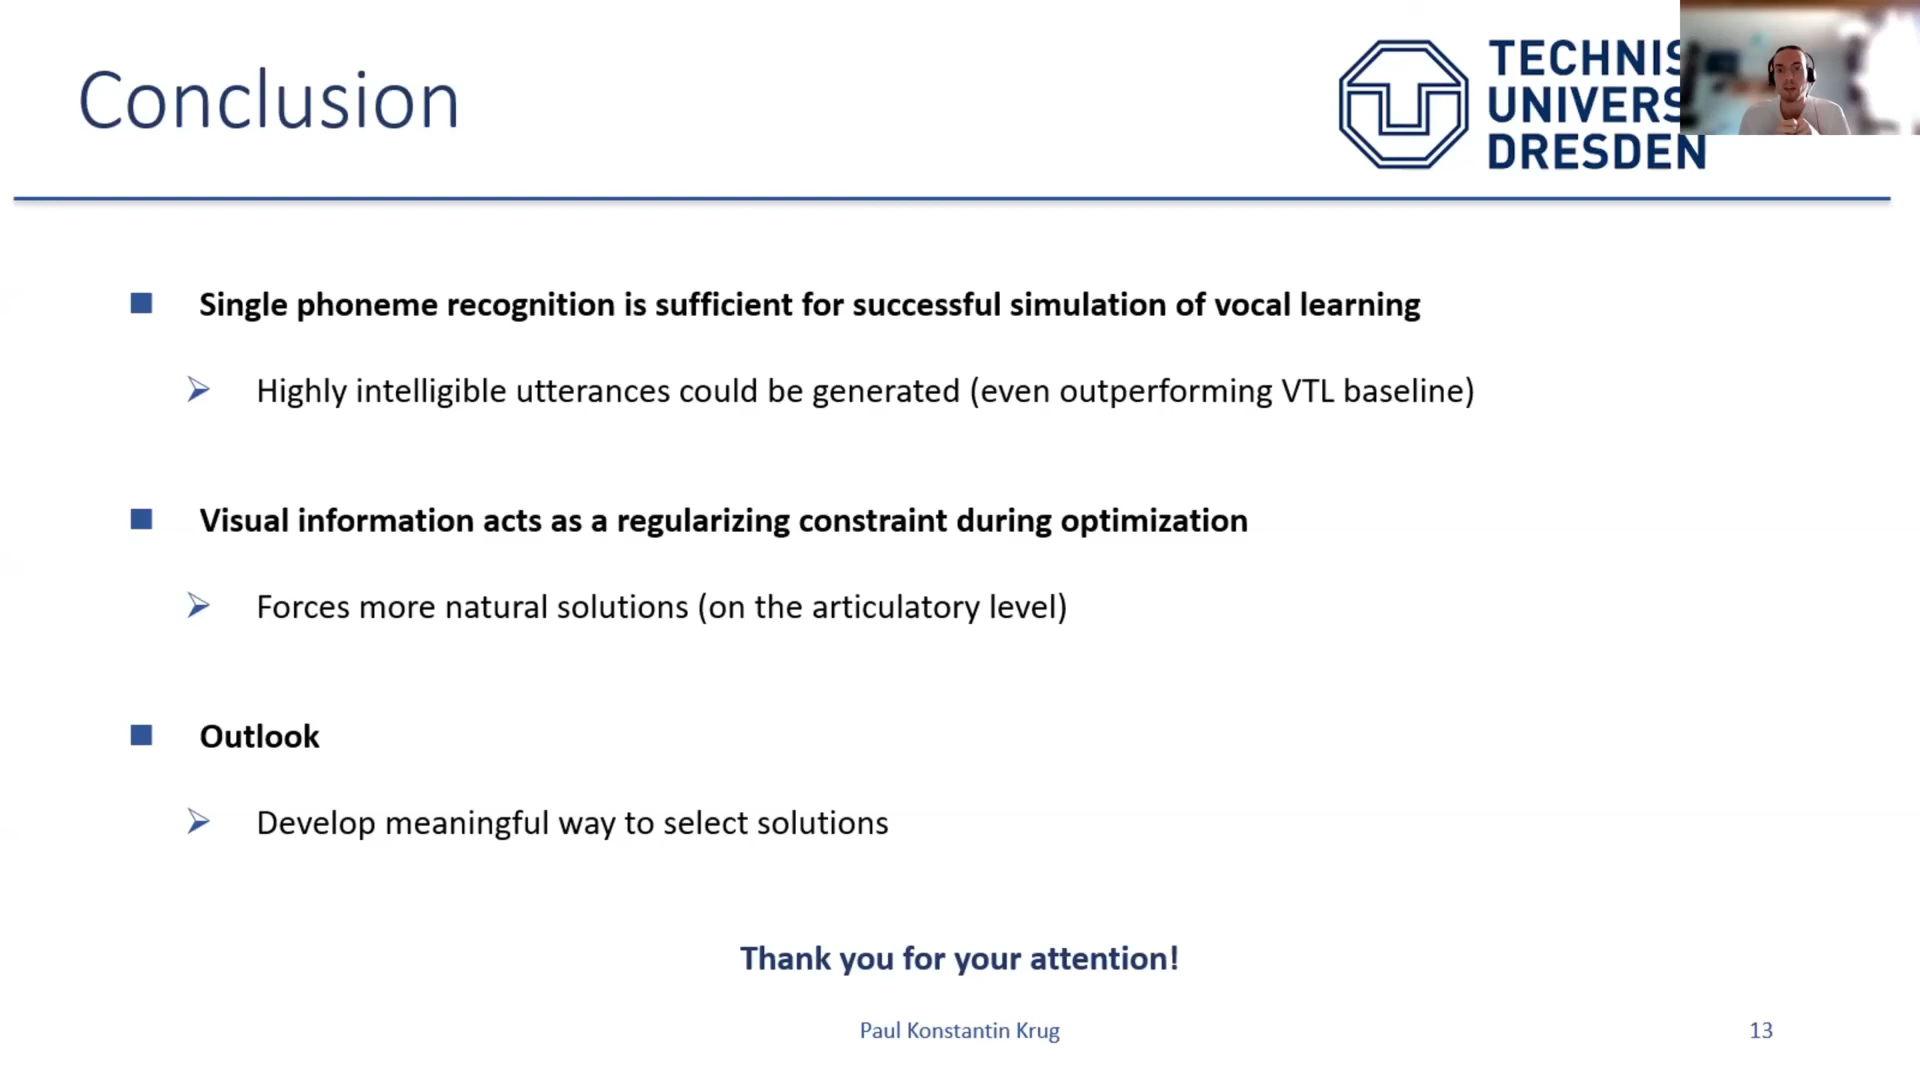 Conclusion
TECHNIS
UNIVERS
DRESDEN
Single phoneme recognition is sufficient for successful simulation of vocal learning
Highly intelligible utterances could be generated (even outperforming VTL baseline)
Visual information acts as a regularizing constraint during optimization
Forces more natural solutions (on the articulatory level)
Outlook
Develop meaningful way to select solutions
Thank you for your attention!
Paul Konstantin Krug
13